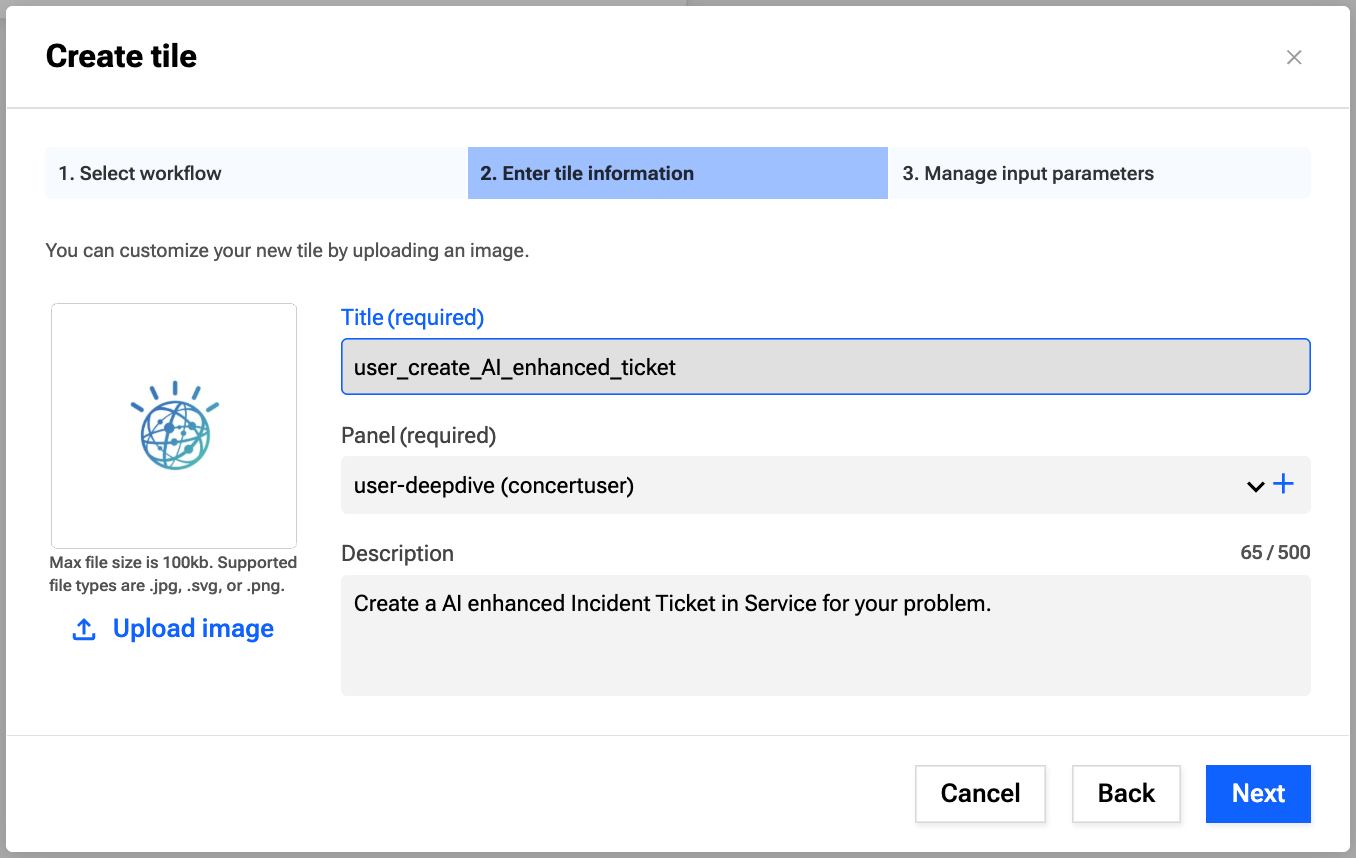 Create tile
1. Select workflow
2. Enter tile information
3. Manage input parameters
You can customize your new tile by uploading an image.
Max file size is 100kb. Supported
file types are .jpg, .svg, or .png.
Upload image
Title (required)
user_create_AI_enhanced_ticket
Panel (required)
user-deepdive (concertuser)
Description
65 / 500
Create a AI enhanced Incident Ticket in Service for your problem.
Cancel
Back
Next